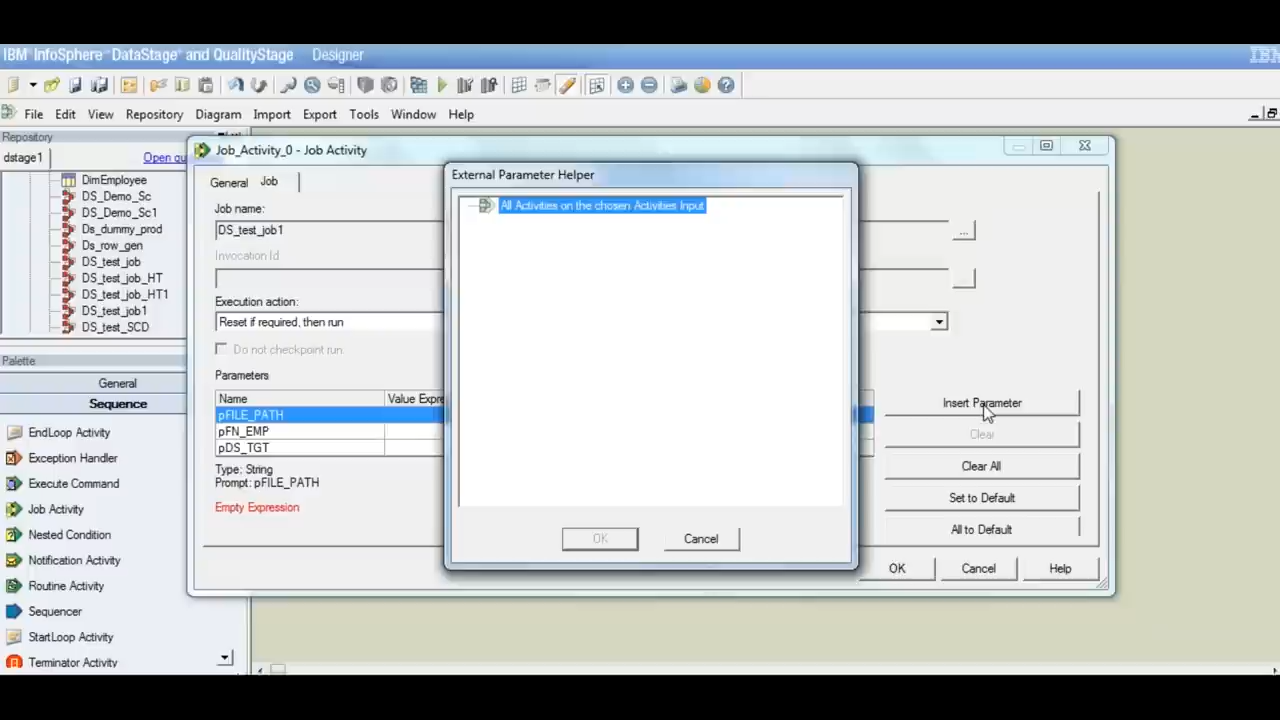 IBM InfoSphere DataStage and QualityStage Designer
IBM
File Edit View Repository Diagram Import Export Tools Window Help
Repository
dstage1 Open qu
DimEmployee
DS_Demo_Sc
DS_Demo_Sc1
Ds_dummy_prod
Ds_row_gen
DS_test_job
DS_test_job_HT
DS_test_job_HT1
DS_test_job1
DS_test_SCD
Palette
General
Sequence
EndLoop Activity
Exception Handler
Execute Command
Job Activity
Nested Condition
Notification Activity
Routine Activity
Sequencer
StartLoop Activity
Terminator Activity
Job_Activity_0 - Job Activity
General Job
Job name:
DS_test_job1
...
Invocation Id
Execution action:
Reset if required, then run
Do not checkpoint run
Parameters
Name Value Expre
pFILE_PATH
pFN_EMP
pDS_TGT
Type: String
Prompt: pFILE_PATH
Empty Expression
Insert Parameter
Clear
Clear All
Set to Default
All to Default
OK Cancel Help
External Parameter Helper
All Activities on the chosen Activities Input
OK Cancel